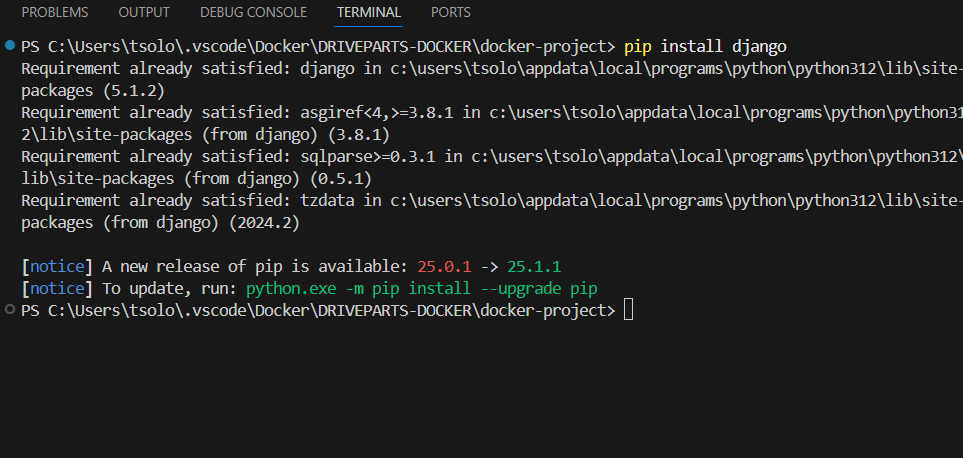 PROBLEMS OUTPUT DEBUG CONSOLE TERMINAL PORTS
PS C:\Users\tsolo\.vscode\Docker\DRIVEPARTS-DOCKER\docker-project> pip install django
Requirement already satisfied: django in c:\users\tsolo\appdata\local\programs\python\python312\lib\site-
packages (5.1.2)
Requirement already satisfied: asgiref<4,>=3.8.1 in c:\users\tsolo\appdata\local\programs\python\python31
2\lib\site-packages (from django) (3.8.1)
Requirement already satisfied: sqlparse>=0.3.1 in c:\users\tsolo\appdata\local\programs\python\python312\
lib\site-packages (from django) (0.5.1)
Requirement already satisfied: tzdata in c:\users\tsolo\appdata\local\programs\python\python312\lib\site-
packages (from django) (2024.2)
[notice] A new release of pip is available: 25.0.1 -> 25.1.1
[notice] To update, run: python.exe -m pip install --upgrade pip
PS C:\Users\tsolo\.vscode\Docker\DRIVEPARTS-DOCKER\docker-project>